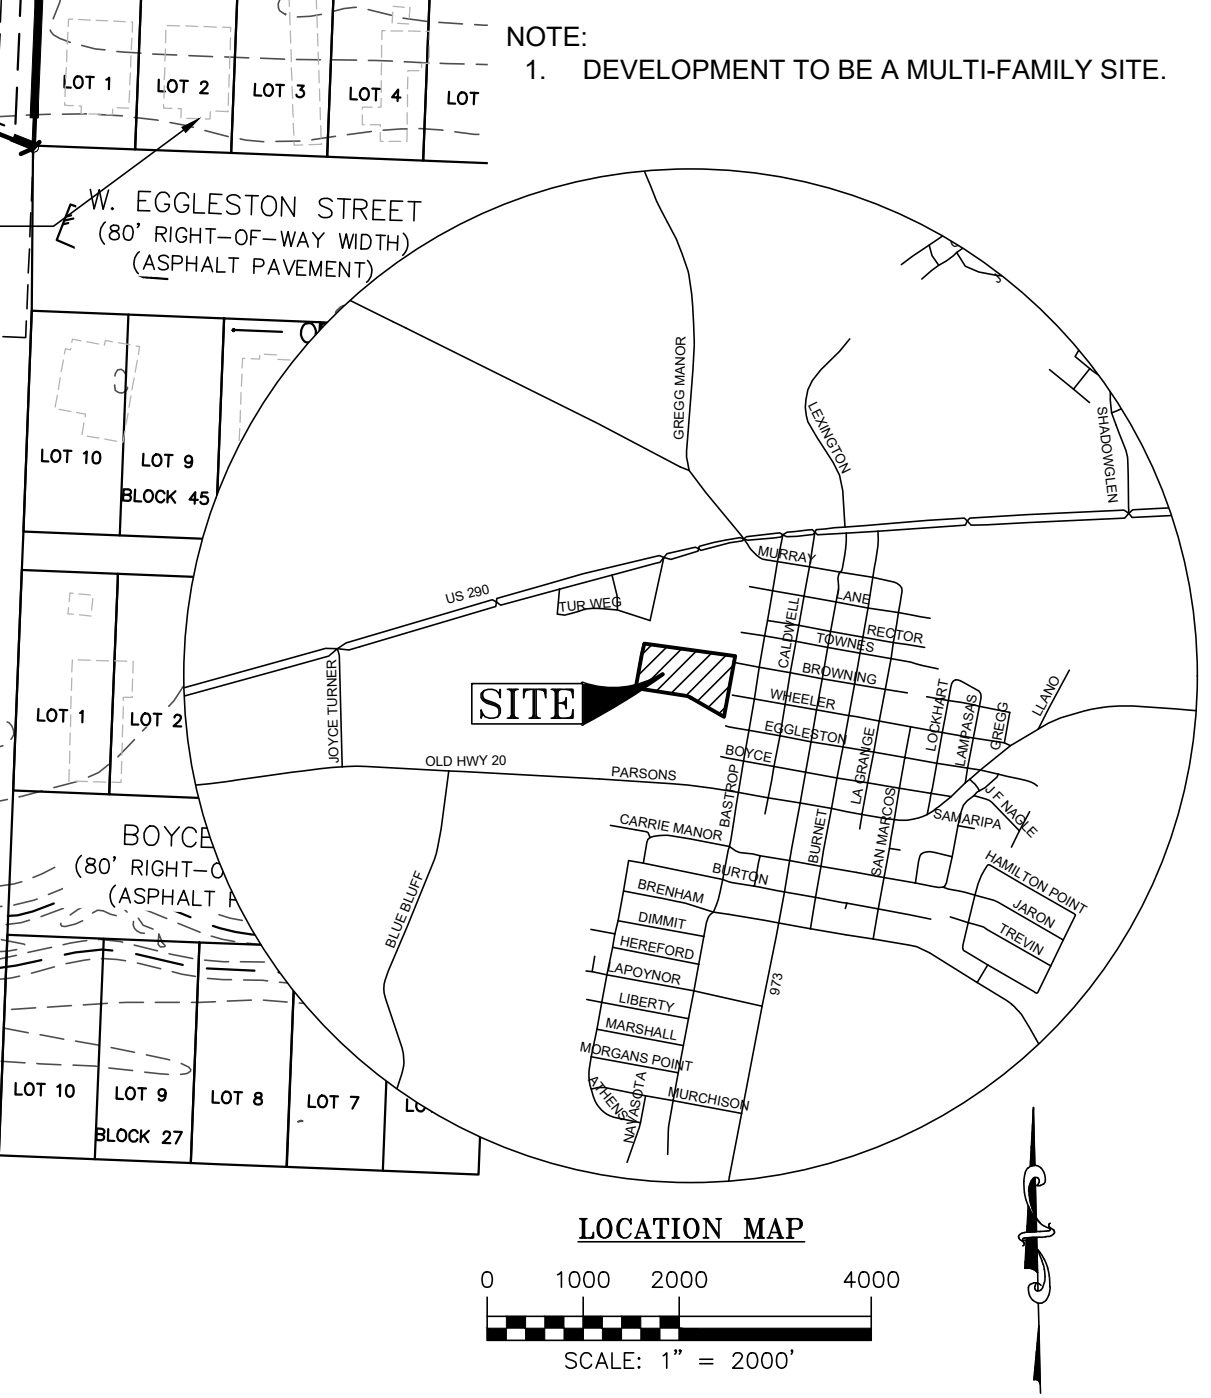 NOTE:
1. DEVELOPMENT TO BE A MULTI-FAMILY SITE.
LOT 1
LOT 2
LOT 3
LOT 4
LOT
W. EGGLESTON STREET
(80' RIGHT-OF-WAY WIDTH)
(ASPHALT PAVEMENT)
LOT 10
LOT 9
BLOCK 45
LOT 1
LOT 2
BOYCE
(80' RIGHT-O
(ASPHALT
LOT 10
LOT 9
BLOCK 27
LOT 8
LOT 7
GREGG MANOR
LEXINGTON
SHADOWGLEN
MURRAY
US 290
TUR WEG
LANE
CALDWELL
RECTOR
TOWNES
BROWNING
SITE
WHEELER
LOCKHART
LAMPASAS
GREGG
LLANO
JOYCE TURNER
EGGLESTON
BOYCE
LA GRANGE
OLD HWY 20
PARSONS
BASTROP
J F NAGLE
SAMARIPA
CARRIE MANOR
BURNET
SAN MARCOS
BURTON
HAMILTON POINT
BRENHAM
JARON
BLUE BLUFF
DIMMIT
TREVIN
HEREFORD
LAPOYNOR
973
LIBERTY
MARSHALL
MORGANS POINT
ATHENS
NAVASOTA
MURCHISON
LOCATION MAP
0 1000 2000 4000
SCALE: 1" = 2000'